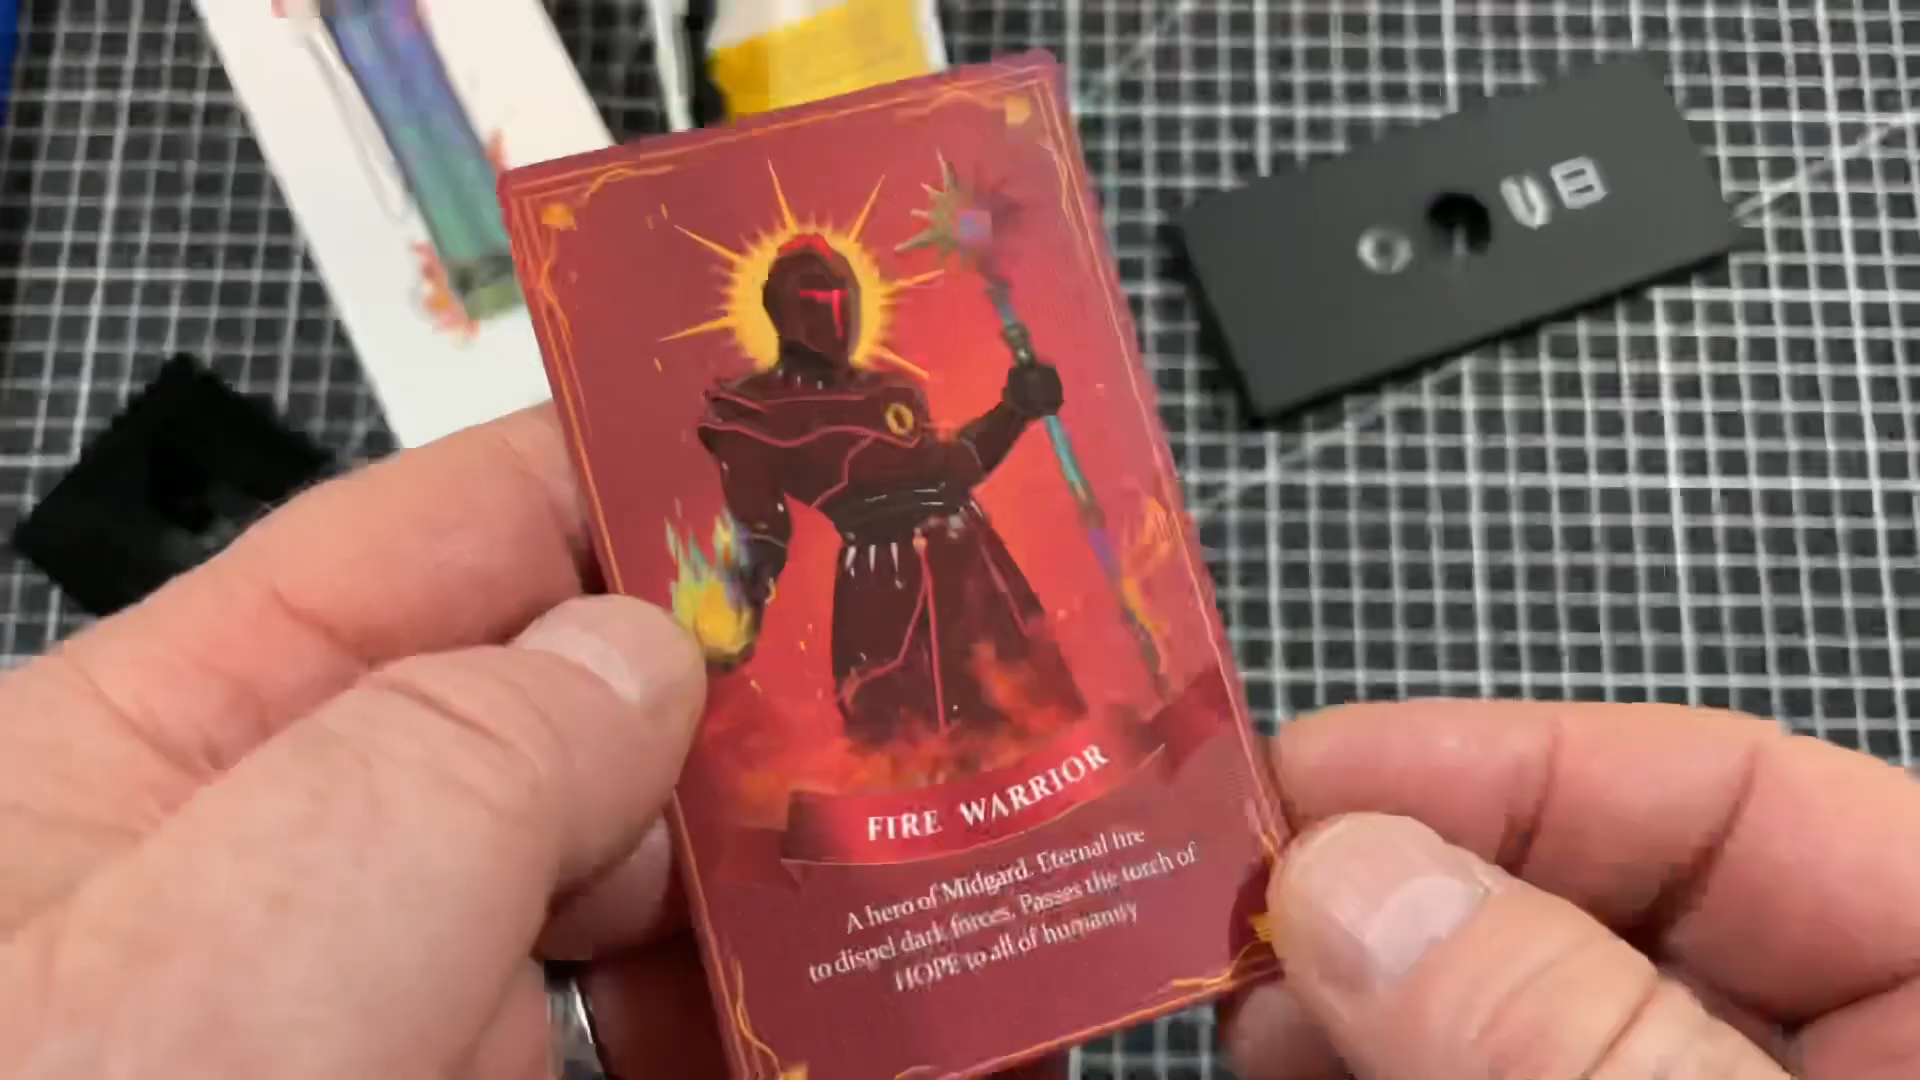 FIRE WARRIOR
A hero of Midgard. Eternal fire
to dispel dark forces. Passes the torch of
HOPE to all of humanity